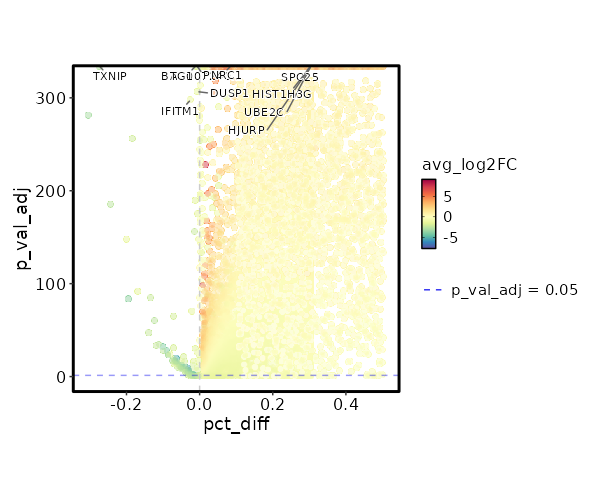 TXNIP
PNRC1
SPC25
DUSP1
HIST1H3G
IFITM1
UBE2C
HJURP
300
200
100
0
p_val_adj
-0.2
0.0
0.2
0.4
pct_diff
avg_log2FC
5
0
-5
p_val_adj = 0.05